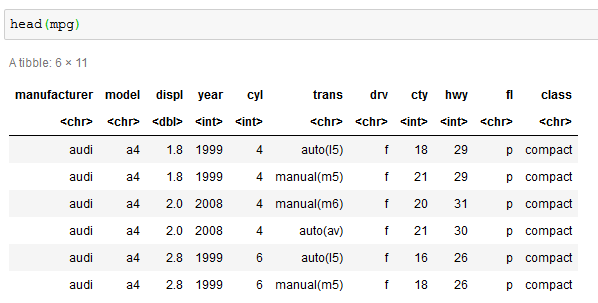 head(mpg)
A tibble: 6 × 11
manufacturer model displ year cyl trans drv cty hwy fl class
<chr> <chr> <dbl> <int> <int> <chr> <chr> <int> <int> <chr> <chr>
audi a4 1.8 1999 4 auto(l5) f 18 29 p compact
audi a4 1.8 1999 4 manual(m5) f 21 29 p compact
audi a4 2.0 2008 4 manual(m6) f 20 31 p compact
audi a4 2.0 2008 4 auto(av) f 21 30 p compact
audi a4 2.8 1999 6 auto(l5) f 16 26 p compact
audi a4 2.8 1999 6 manual(m5) f 18 26 p compact